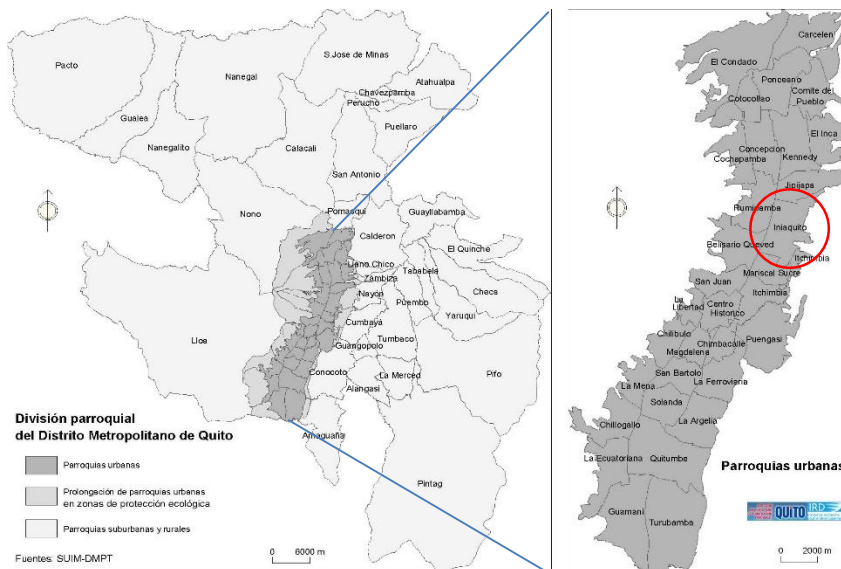 Pacto
Nanegal
S.Jose de Minas
Atahualpa
Chavezpamba
Perucho
Gualea
Puellaro
Nanegalito
Calacali
San Antonio
Nono
Pomasqui
Guayllabamba
Calderon
El Quinche
Llano Chico
Tababela
Zambiza
Checa
Nayon
Puembo
Yaruqui
Lloa
Cumbaya
Tumbaco
Guangopolo
Conocoto
La Merced
Pifo
Alangasi
Amaguaña
Pintag
División parroquial
del Distrito Metropolitano de Quito
Parroquias urbanas
Prolongación de parroquias urbanas
en zonas de protección ecológica
Parroquias suburbanas y rurales
Fuentes: SUIM-DMPT
0 6000 m
Carcelen
El Condado
Ponceano
Cotocollao
Comite del
Pueblo
El Inca
Concepcion
Cochapamba
Kennedy
Jipijapa
Rumipamba
Iniaquito
Belisario Queved
Itchimbia
Mariscal Sucre
San Juan
Itchimbia
La
Libertad
Centro
Historico
Chilibulo
Chimbacalle
Puengasi
Magdalena
San Bartolo
La Ferroviaria
La Mena
Solanda
La Argelia
Chillogallo
La Ecuatoriana
Quitumbe
Parroquias urbanas
Guamani
Turubamba
QUITO
IRD
0 2000 m